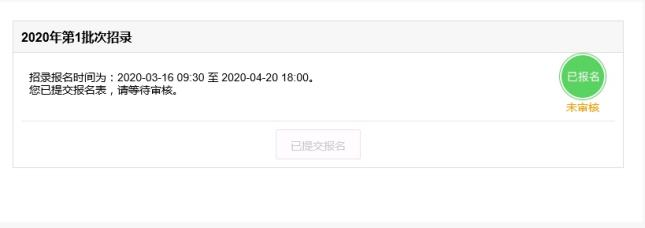 2020年第1批次招录
招录报名时间为：2020-03-16 09:30 至 2020-04-20 18:00。
您已提交报名表，请等待审核。
已报名
未审核
已提交报名